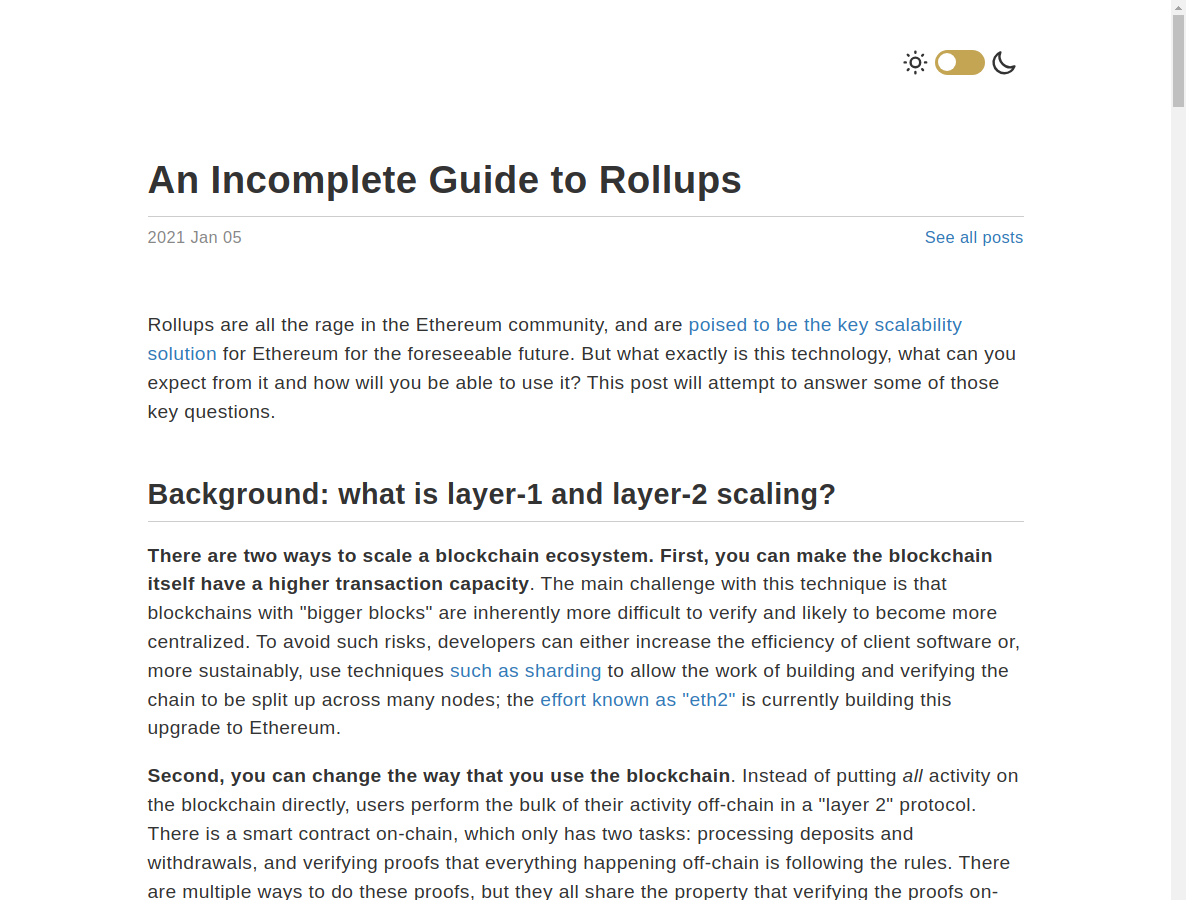 An Incomplete Guide to Rollups
2021 Jan 05
See all posts
Rollups are all the rage in the Ethereum community, and are poised to be the key scalability
solution for Ethereum for the foreseeable future. But what exactly is this technology, what can you
expect from it and how will you be able to use it? This post will attempt to answer some of those
key questions.
Background: what is layer-1 and layer-2 scaling?
There are two ways to scale a blockchain ecosystem. First, you can make the blockchain
itself have a higher transaction capacity. The main challenge with this technique is that
blockchains with "bigger blocks" are inherently more difficult to verify and likely to become more
centralized. To avoid such risks, developers can either increase the efficiency of client software or,
more sustainably, use techniques such as sharding to allow the work of building and verifying the
chain to be split up across many nodes; the effort known as "eth2" is currently building this
upgrade to Ethereum.
Second, you can change the way that you use the blockchain. Instead of putting all activity on
the blockchain directly, users perform the bulk of their activity off-chain in a "layer 2" protocol.
There is a smart contract on-chain, which only has two tasks: processing deposits and
withdrawals, and verifying proofs that everything happening off-chain is following the rules. There
are multiple ways to do these proofs, but they all share the property that verifying the proofs on-